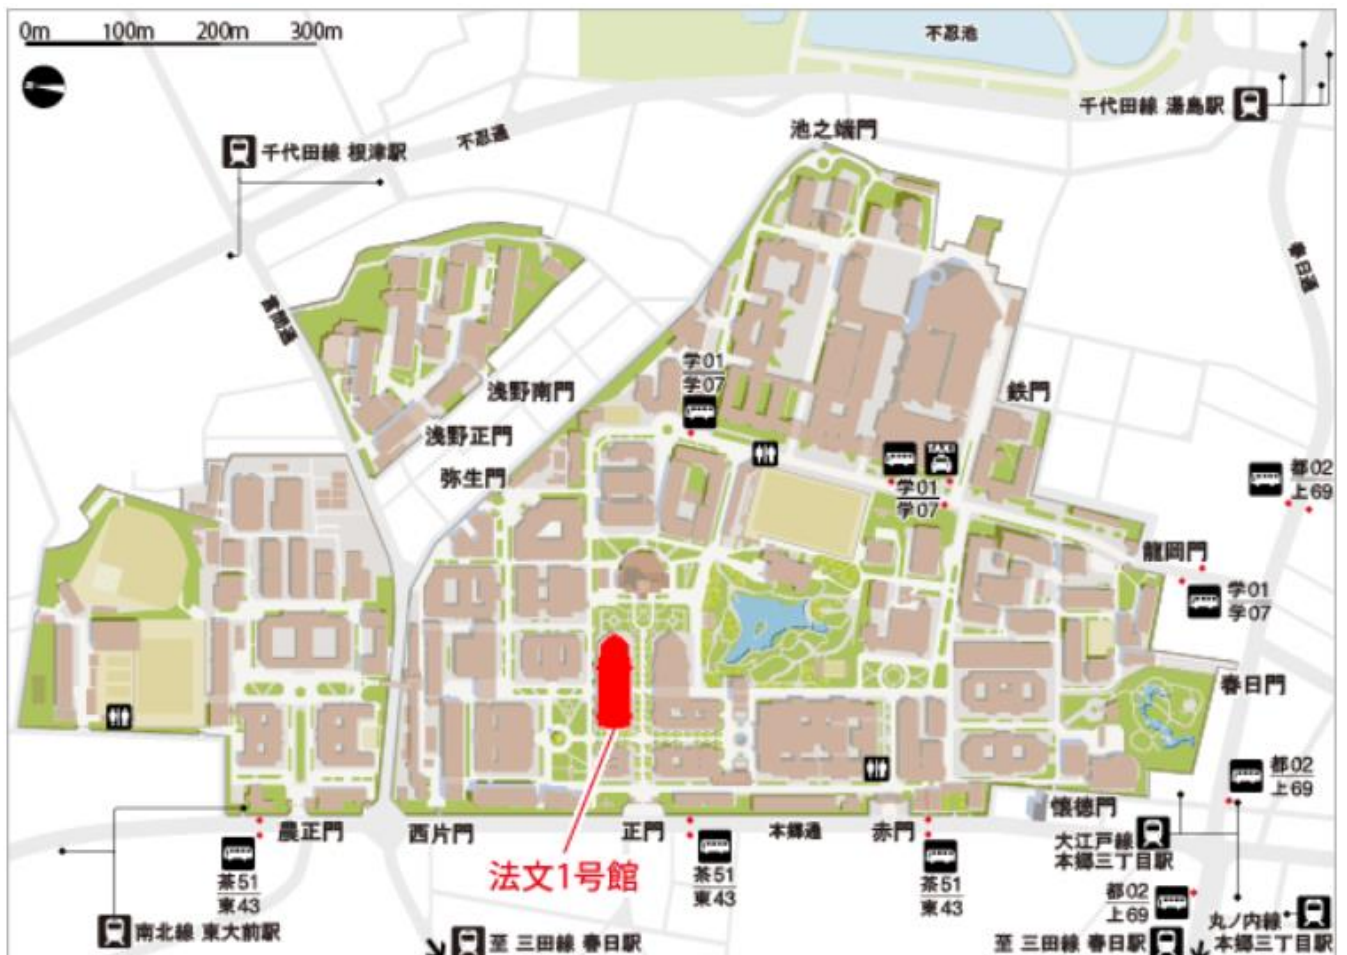 0m 100m 200m 300m
不忍池
千代田線 湯島駅
池之端門
不忍通
千代田線 根津駅
春日通
言問通
学01
学07
浅野南門
鉄門
浅野正門
弥生門
TAXI
学01
学07
都02
上69
龍岡門
学01
学07
春日門
都02
上69
懐徳門
農正門
西片門
正門
本郷通
赤門
大江戸線
本郷三丁目駅
法文1号館
茶51
東43
茶51
東43
茶51
東43
都02
上69
丸ノ内線
本郷三丁目駅
南北線 東大前駅
至 三田線 春日駅
至 三田線 春日駅